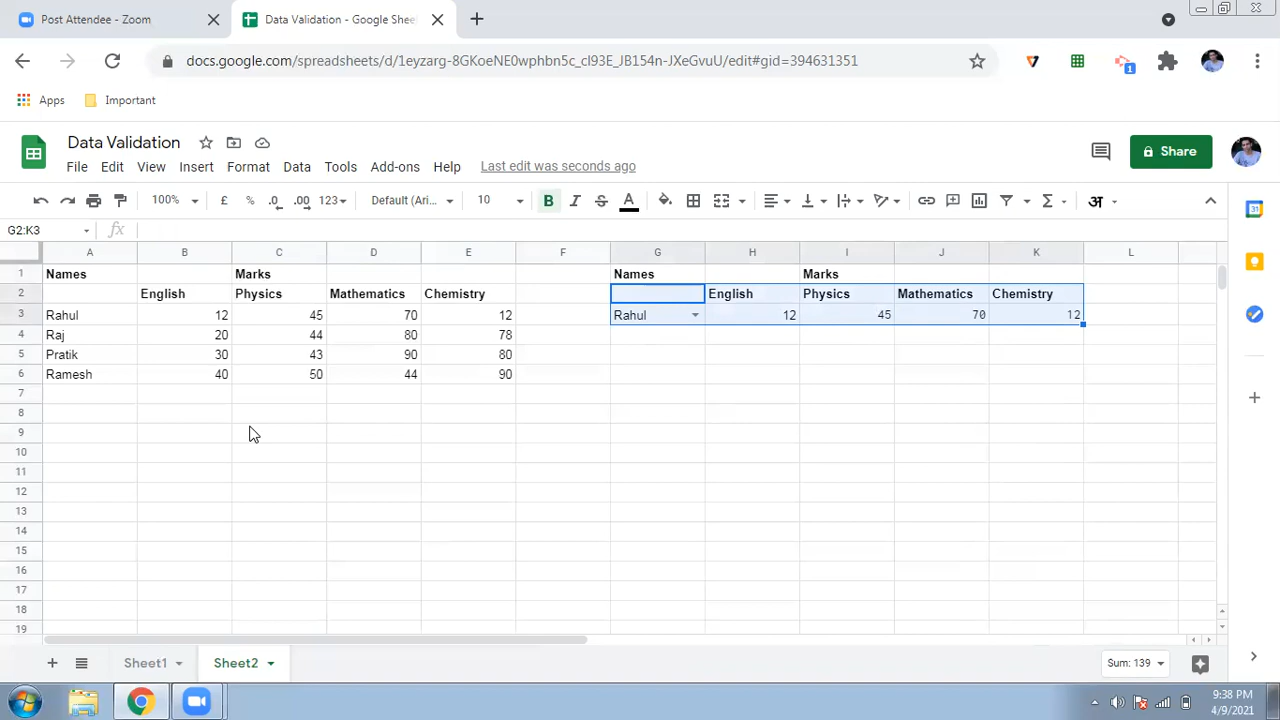 Post Attendee - Zoom
Data Validation - Google Shee
docs.google.com/spreadsheets/d/1eyzarg-8GKoeNE0wphbn5c_cl93E_JB154n-JXeGvuU/edit#gid=394631351
1
Apps Important
Data Validation
File Edit View Insert Format Data Tools Add-ons Help Last edit was seconds ago
Share
100% £ % .0 .00 123 Default (Ari... 10 B I S A Σ अ
G2:K3 fx
A B C D E F G H I J K L
1 Names Marks Names Marks
2 English Physics Mathematics Chemistry English Physics Mathematics Chemistry
3 Rahul 12 45 70 12 Rahul 12 45 70 12
4 Raj 20 44 80 78
5 Pratik 30 43 90 80
6 Ramesh 40 50 44 90
7
8
9
10
11
12
13
14
15
16
17
18
19
31
Sheet1 Sheet2 Sum: 139
9:38 PM
4/9/2021